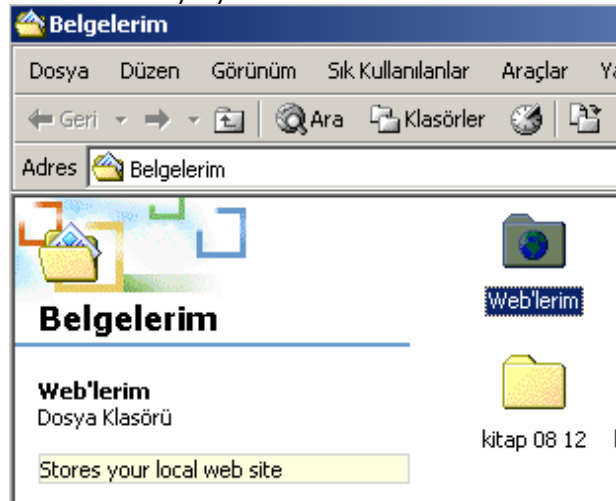 Belgelerim
Dosya Düzen Görünüm Sık Kullanılanlar Araçlar
Geri Ara Klasörler
Adres Belgelerim
Belgelerim
Web'lerim
Dosya Klasörü
Stores your local web site
Web'lerim
kitap 08 12